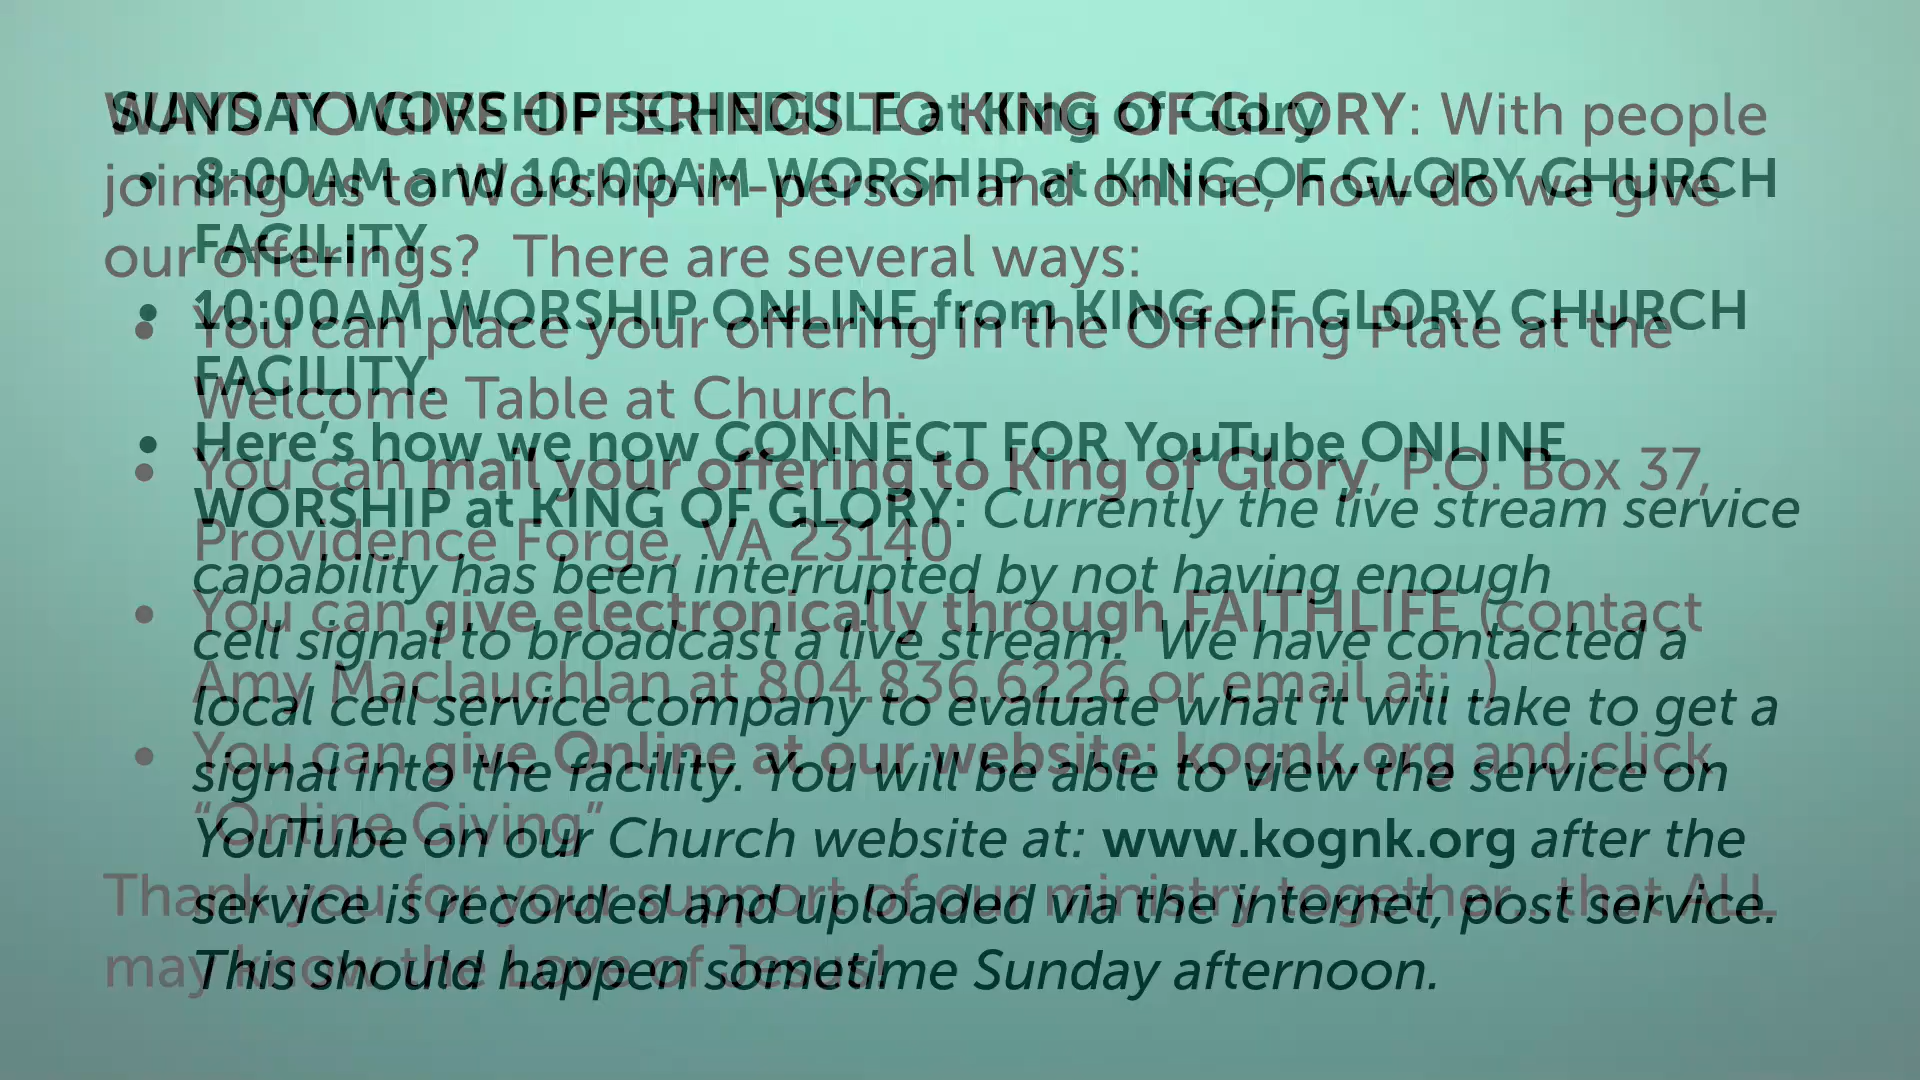 SUNDAY WORSHIP SCHEDULE at King of Glory
• 8:00AM and 10:00AM WORSHIP at KING OF GLORY CHURCH
FACILITY
• 10:00AM WORSHIP ONLINE from KING OF GLORY CHURCH
FACILITY.
• Here’s how we now CONNECT FOR YouTube ONLINE
WORSHIP at KING OF GLORY: Currently the live stream service
capability has been interrupted by not having enough
cell signal to broadcast a live stream. We have contacted a
local cell service company to evaluate what it will take to get a
signal into the facility. You will be able to view the service on
YouTube on our Church website at: www.kognk.org after the
service is recorded and uploaded via the internet, post service.
This should happen sometime Sunday afternoon.
WAYS TO GIVE OFFERINGS TO KING OF GLORY: With people
joining us to Worship in-person and online, how do we give
our offerings? There are several ways:
• You can place your offering in the Offering Plate at the
Welcome Table at Church.
• You can mail your offering to King of Glory, P.O. Box 37,
Providence Forge, VA 23140
• You can give electronically through FAITHLIFE (contact
Amy Maclauchlan at 804.836.6226 or email at: )
• You can give Online at our website: kognk.org and click
“Online Giving”
Thank you for your support of our ministry together...that ALL
may know the Love of Jesus!